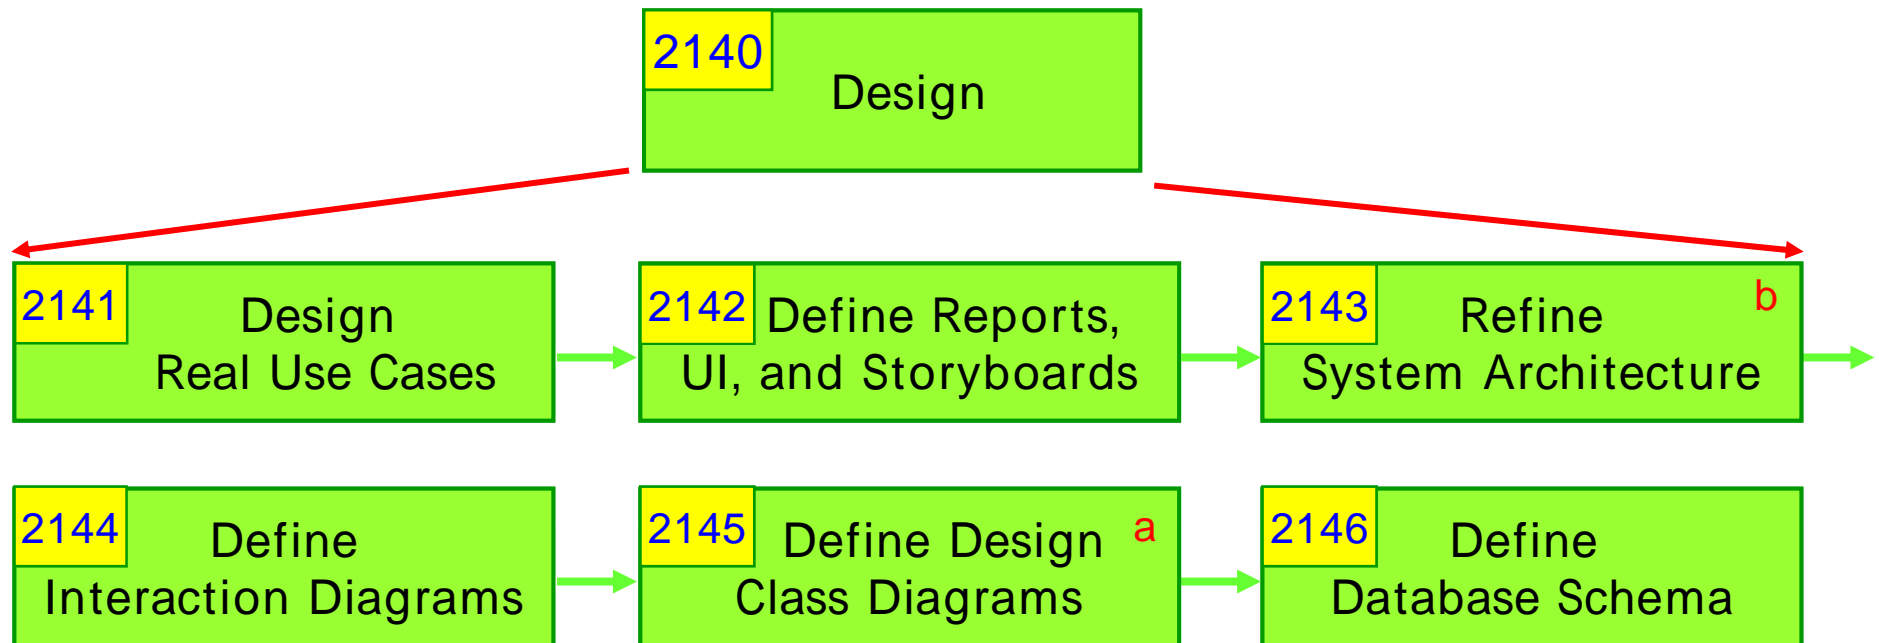 2140
Design
2141
Design
Real Use Cases
2142
Define Reports,
UI, and Storyboards
2143
Refine
b
System Architecture
2144
Define
Interaction Diagrams
2145
Define Design
a
Class Diagrams
2146
Define
Database Schema